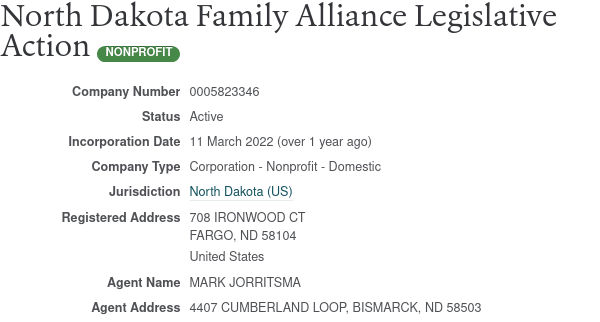 North Dakota Family Alliance Legislative
Action NONPROFIT
Company Number 0005823346
Status Active
Incorporation Date 11 March 2022 (over 1 year ago)
Company Type Corporation - Nonprofit - Domestic
Jurisdiction North Dakota (US)
Registered Address 708 IRONWOOD CT
FARGO, ND 58104
United States
Agent Name MARK JORRITSMA
Agent Address 4407 CUMBERLAND LOOP, BISMARCK, ND 58503